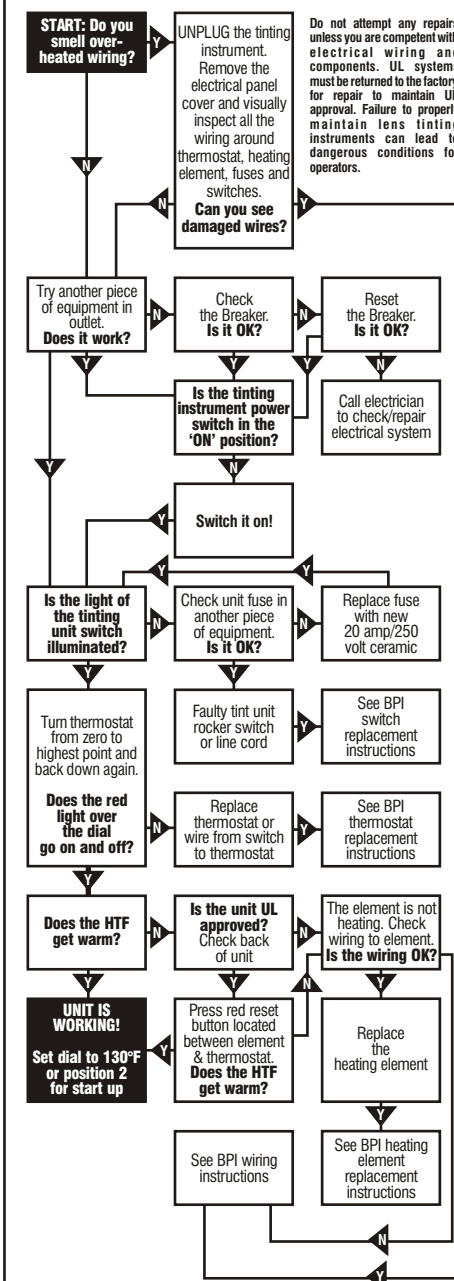 START: Do you
smell over-
heated wiring?
Y
UNPLUG the tinting
instrument.
Remove the
electrical panel
cover and visually
inspect all the
wiring around
thermostat, heating
element, fuses and
switches.
Can you see
damaged wires?
Do not attempt any repairs
unless you are competent with
electrical wiring and
components. UL systems
must be returned to the factory
for repair to maintain UL
approval. Failure to properly
maintain lens tinting
instruments can lead to
dangerous conditions for
operators.
N
N
Y
Try another piece
of equipment in
outlet.
Does it work?
N
Check
the Breaker.
Is it OK?
N
Reset
the Breaker.
Is it OK?
Y
Y
Y
N
Is the tinting
instrument power
switch in the
‘ON’ position?
Call electrician
to check/repair
electrical system
Y
N
Switch it on!
Y
Y
Y
Is the light of
the tinting
unit switch
illuminated?
N
Check unit fuse in
another piece
of equipment.
Is it OK?
N
Replace fuse
with new
20 amp/250
volt ceramic
Y
Y
Turn thermostat
from zero to
highest point and
back down again.
Does the red
light over
the dial
go on and off?
Faulty tint unit
rocker switch
or line cord
Y
See BPI
switch
replacement
instructions
N
Replace
thermostat or
wire from switch
to thermostat
Y
See BPI
thermostat
replacement
instructions
Y
Does the HTF
get warm?
N
Is the unit UL
approved?
Check back
of unit
N
The element is not
heating. Check
wiring to element.
Is the wiring OK?
Y
Y
N
Y
UNIT IS
WORKING!
Set dial to 130°F
or position 2
for start up
Y
Press red reset
button located
between element
& thermostat.
Does the HTF
get warm?
Replace
the
heating element
Y
See BPI wiring
instructions
See BPI heating
element
replacement
instructions
N
Y